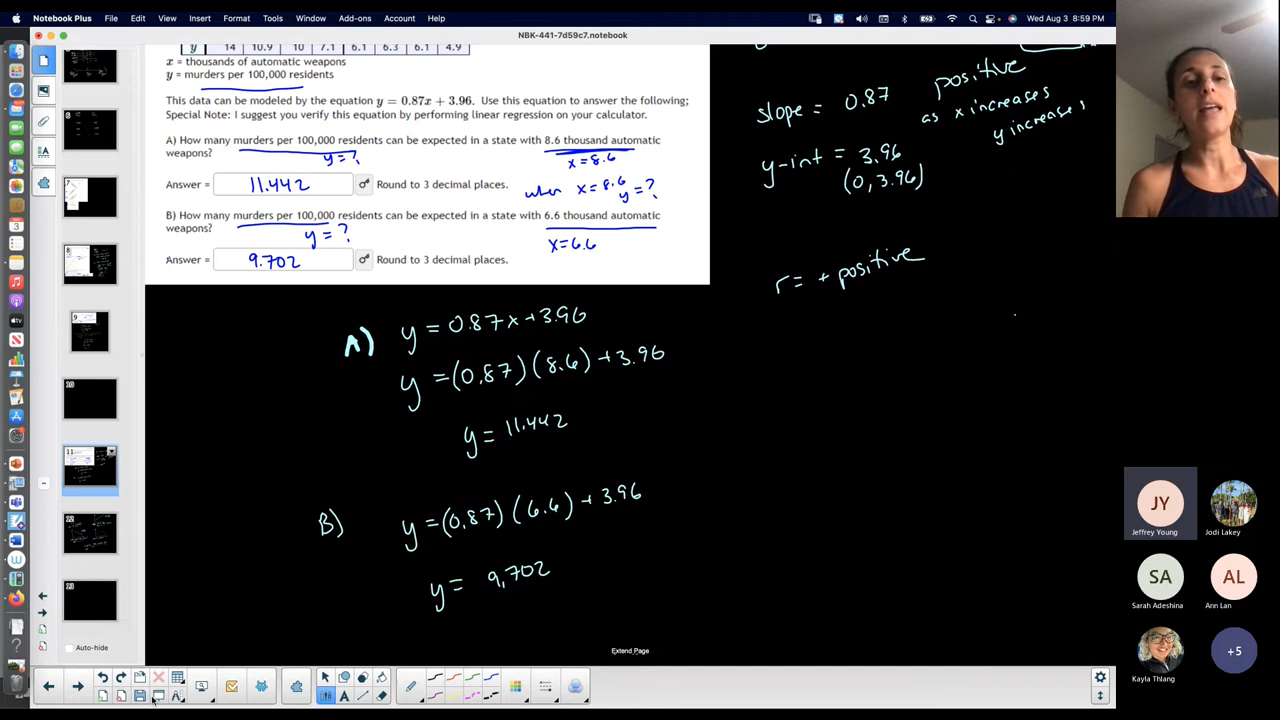 Notebook Plus File Edit View Insert Format Tools Window Add-ons Account Help
Wed Aug 3 8:59 PM
NBK-441-7d59c7.notebook
y 14 10.9 10 7.1 6.1 6.3 6.1 4.9
x = thousands of automatic weapons
y = murders per 100,000 residents
This data can be modeled by the equation y = 0.87x + 3.96. Use this equation to answer the following;
Special Note: I suggest you verify this equation by performing linear regression on your calculator.
A) How many murders per 100,000 residents can be expected in a state with 8.6 thousand automatic
weapons?
y = ?
x = 8.6
Answer = 11.442 Round to 3 decimal places.
when x = 8.6
y = ?
B) How many murders per 100,000 residents can be expected in a state with 6.6 thousand automatic
weapons?
y = ?
x = 6.6
Answer = 9.702 Round to 3 decimal places.
A) y = 0.87x + 3.96
y = (0.87)(8.6) + 3.96
y = 11.442
B) y = (0.87)(6.6) + 3.96
y = 9.702
slope = 0.87
positive
as x increases
y increases
y-int = 3.96
(0, 3.96)
r = + positive
8
9
10
11
12
13
Auto-hide
Extend Page
JY
Jeffrey Young
Jodi Lakey
SA
Sarah Adeshina
AL
Ann Lan
Kayla Thlang
+5